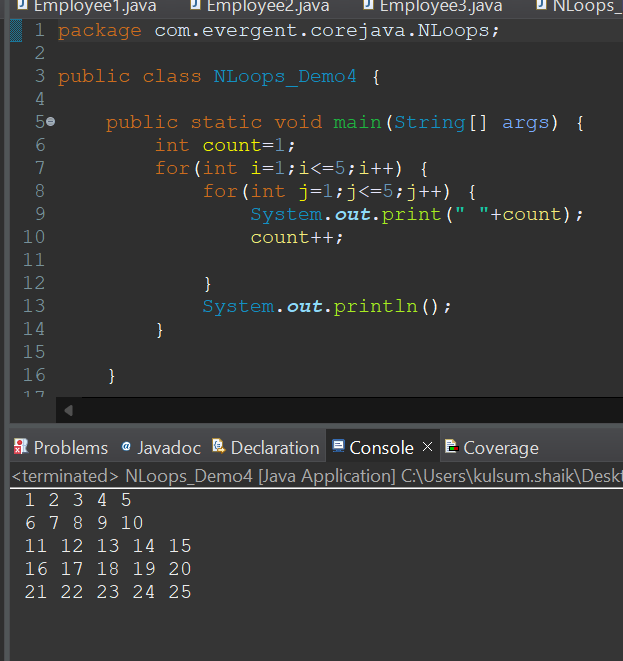 Employee1.java Employee2.java Employee3.java NLoops_
1 package com.evergent.corejava.NLoops;
2
3 public class NLoops_Demo4 {
4
5 public static void main(String[] args) {
6 int count=1;
7 for(int i=1;i<=5;i++) {
8 for(int j=1;j<=5;j++) {
9 System.out.print(" "+count);
10 count++;
11
12 }
13 System.out.println();
14 }
15
16 }
17
Problems Javadoc Declaration Console × Coverage
<terminated> NLoops_Demo4 [Java Application] C:\Users\kulsum.shaik\Deskt
1 2 3 4 5
6 7 8 9 10
11 12 13 14 15
16 17 18 19 20
21 22 23 24 25